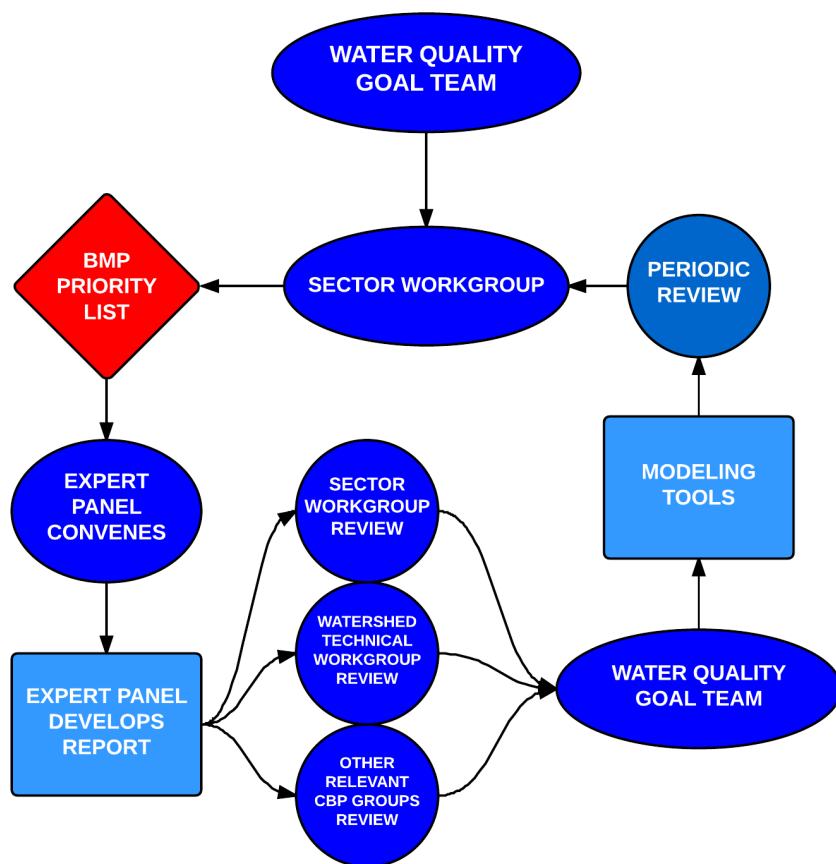 WATER QUALITY
GOAL TEAM
BMP
PRIORITY
LIST
SECTOR WORKGROUP
PERIODIC
REVIEW
EXPERT
PANEL
CONVENES
SECTOR
WORKGROUP
REVIEW
MODELING
TOOLS
WATERSHED
TECHNICAL
WORKGROUP
REVIEW
EXPERT PANEL
DEVELOPS
REPORT
WATER QUALITY
GOAL TEAM
OTHER
RELEVANT
CBP GROUPS
REVIEW